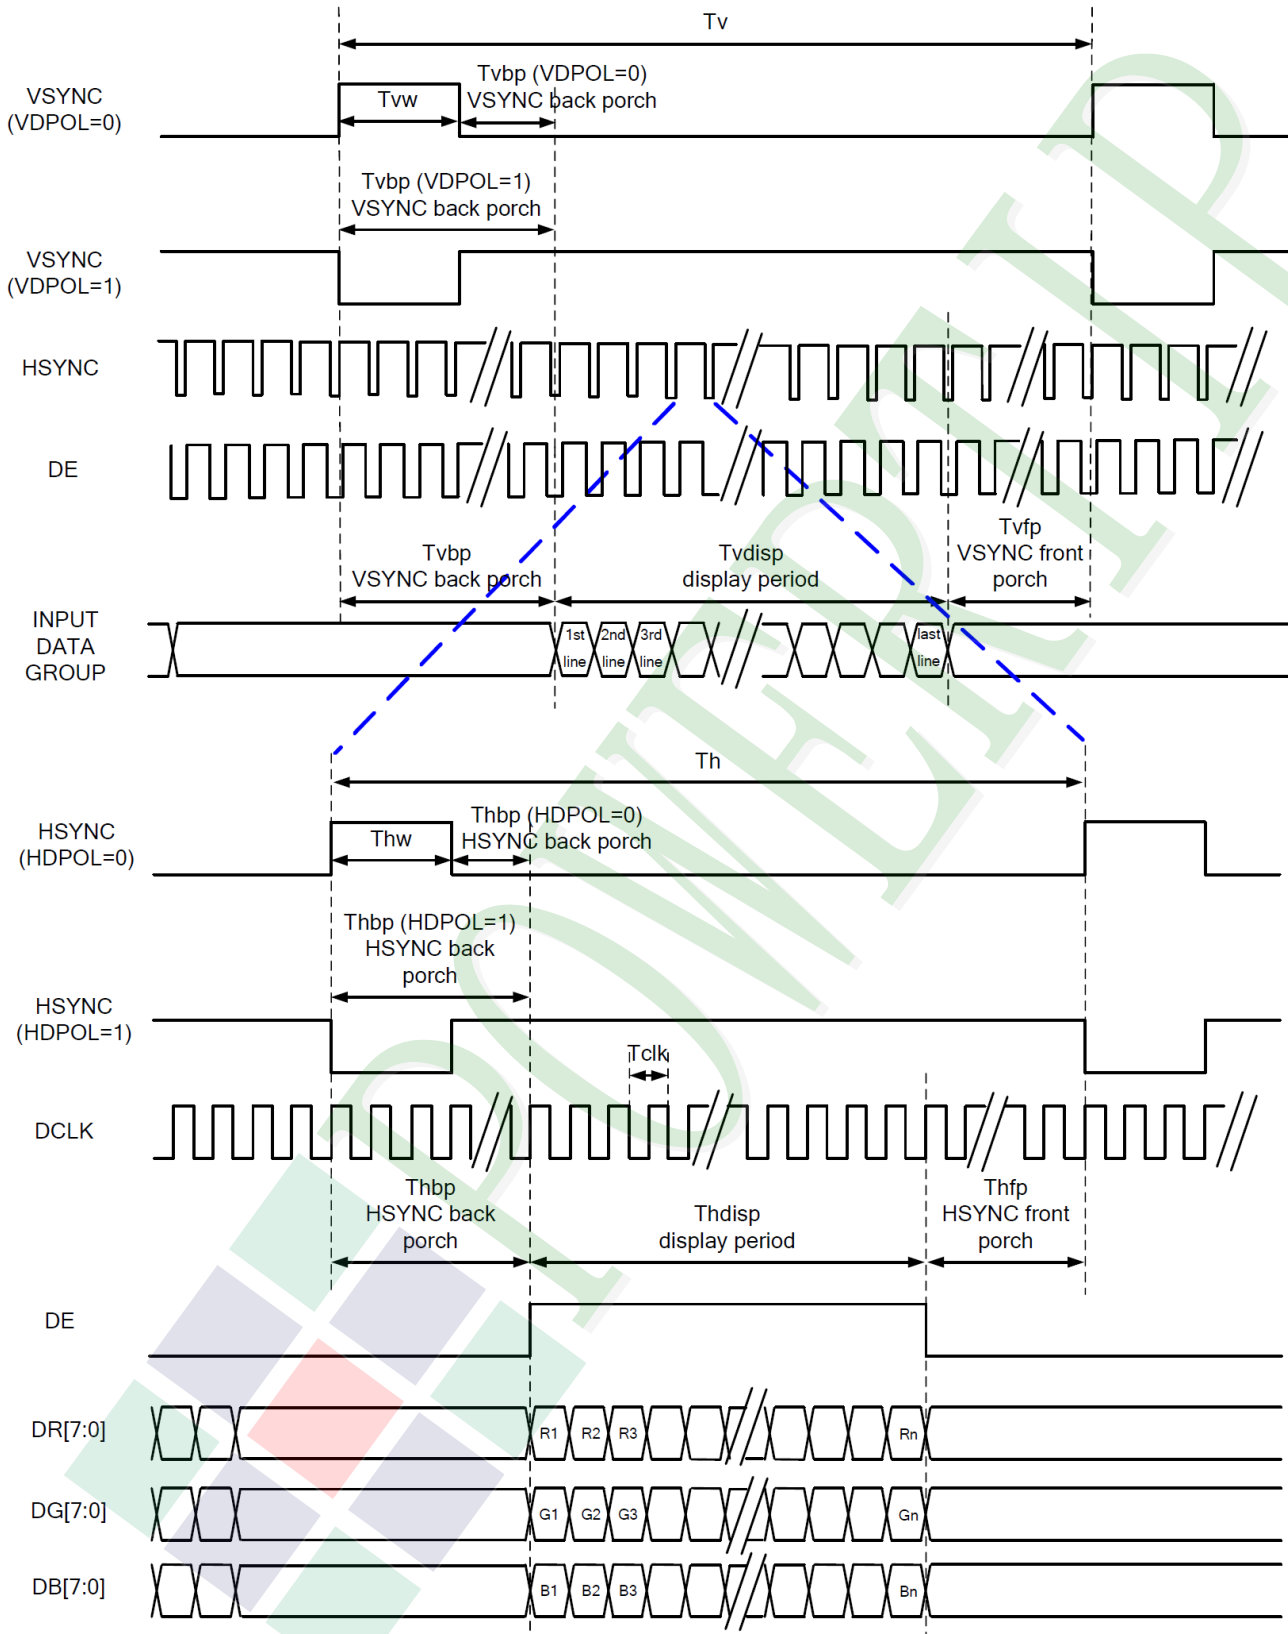 Tv
VSYNC
(VDPOL=0)
Tvw
Tvbp (VDPOL=0)
VSYNC back porch
Tvbp (VDPOL=1)
VSYNC back porch
VSYNC
(VDPOL=1)
HSYNC
DE
Tvbp
VSYNC back porch
Tvdisp
display period
Tvfp
VSYNC front
porch
INPUT
DATA
GROUP
1st
line
2nd
line
3rd
line
last
line
Th
HSYNC
(HDPOL=0)
Thw
Thbp (HDPOL=0)
HSYNC back porch
Thbp (HDPOL=1)
HSYNC back
porch
HSYNC
(HDPOL=1)
Tclk
DCLK
Thbp
HSYNC back
porch
Thdisp
display period
Thfp
HSYNC front
porch
DE
DR[7:0]
R1 R2 R3 Rn
DG[7:0]
G1 G2 G3 Gn
DB[7:0]
B1 B2 B3 Bn
POWERTIP